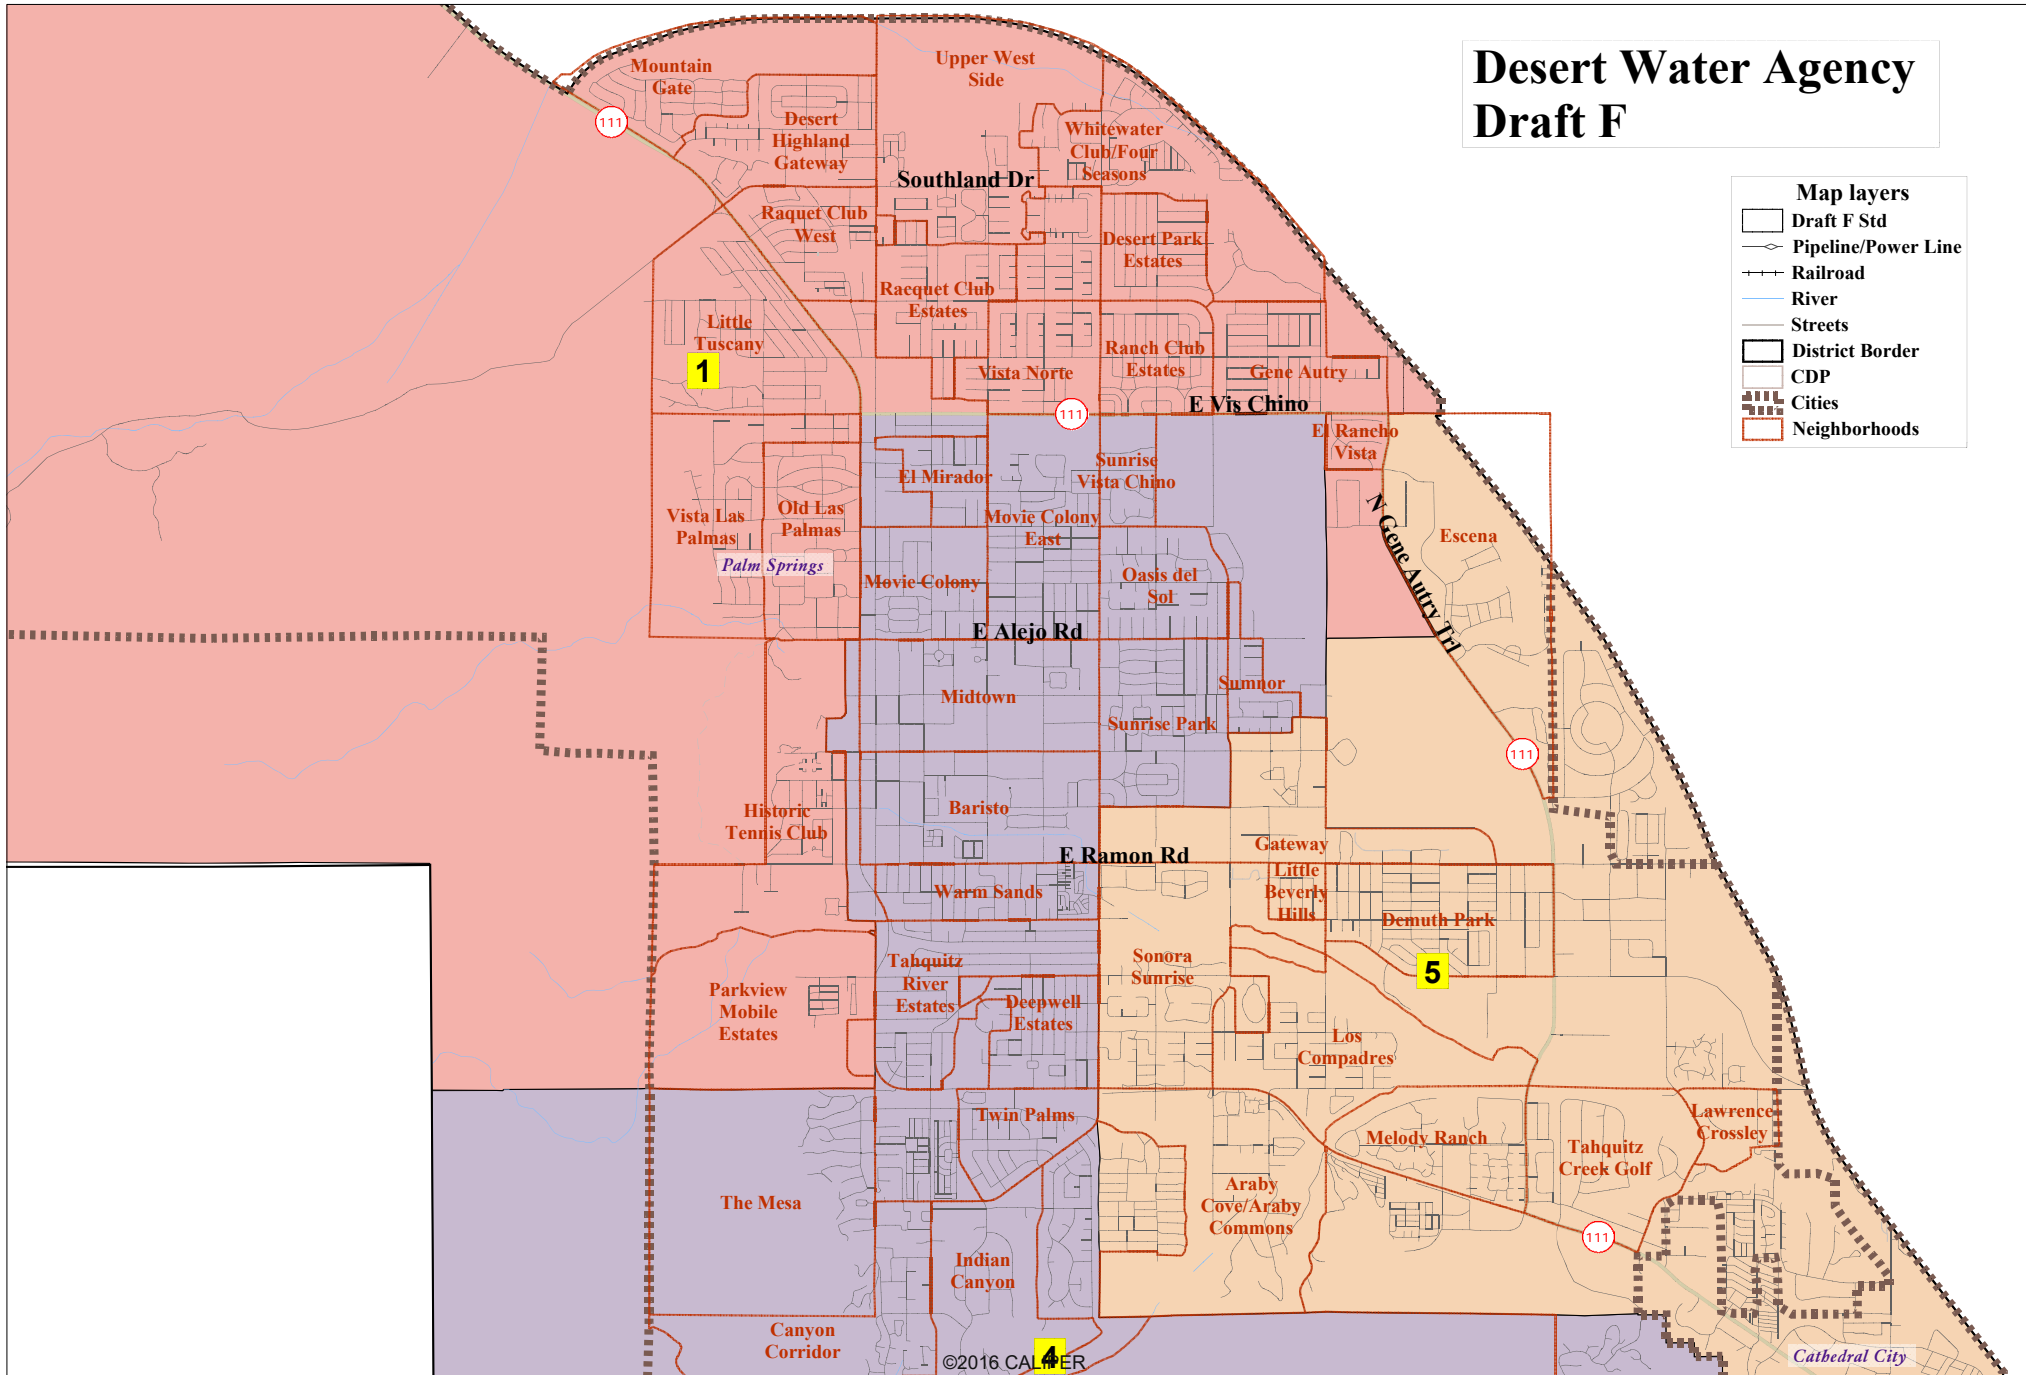 Desert Water Agency
Draft F
Map layers
Draft F Std
Pipeline/Power Line
Railroad
River
Streets
District Border
CDP
Cities
Neighborhoods
Mountain
Gate
Upper West
Side
111
Desert
Highland
Gateway
Whitewater
Club/Four
Seasons
Southland Dr
Raquet Club
West
Desert Park
Estates
Racquet Club
Estates
Little
Tuscany
1
Ranch Club
Estates
Vista Norte
Gene Autry
111
E Vis Chino
El Rancho
Vista
El Mirador
Sunrise
Vista Chino
Vista Las
Palmas
Old Las
Palmas
Movie Colony
East
N Gene Autry Trl
Escena
Palm Springs
Movie Colony
Oasis del
Sol
E Alejo Rd
Midtown
Sumnor
Sunrise Park
111
Historic
Tennis Club
Baristo
Gateway
E Ramon Rd
Warm Sands
Little
Beverly
Hills
Demuth Park
Tahquitz
River
Estates
Sonora
Sunrise
5
Parkview
Mobile
Estates
Deepwell
Estates
Los
Compadres
Twin Palms
Lawrence
Crossley
Melody Ranch
Tahquitz
Creek Golf
The Mesa
Araby
Cove/Araby
Commons
111
Indian
Canyon
Canyon
Corridor
4
©2016 CALIPER
Cathedral City